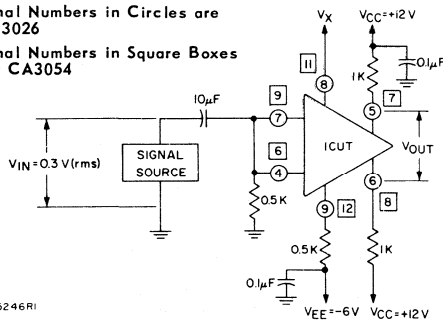 nal Numbers in Circles are
3026
nal Numbers in Square Boxes
CA3054
VX
VCC=+12V
11
8
0.1μF
1K
10μF
9
7
7
5
VIN=0.3 V(rms)
SIGNAL
SOURCE
6
4
ICUT
VOUT
6
0.5K
9
12
8
0.5K
1K
0.1μF
VEE=-6V
VCC=+12V
5246RI